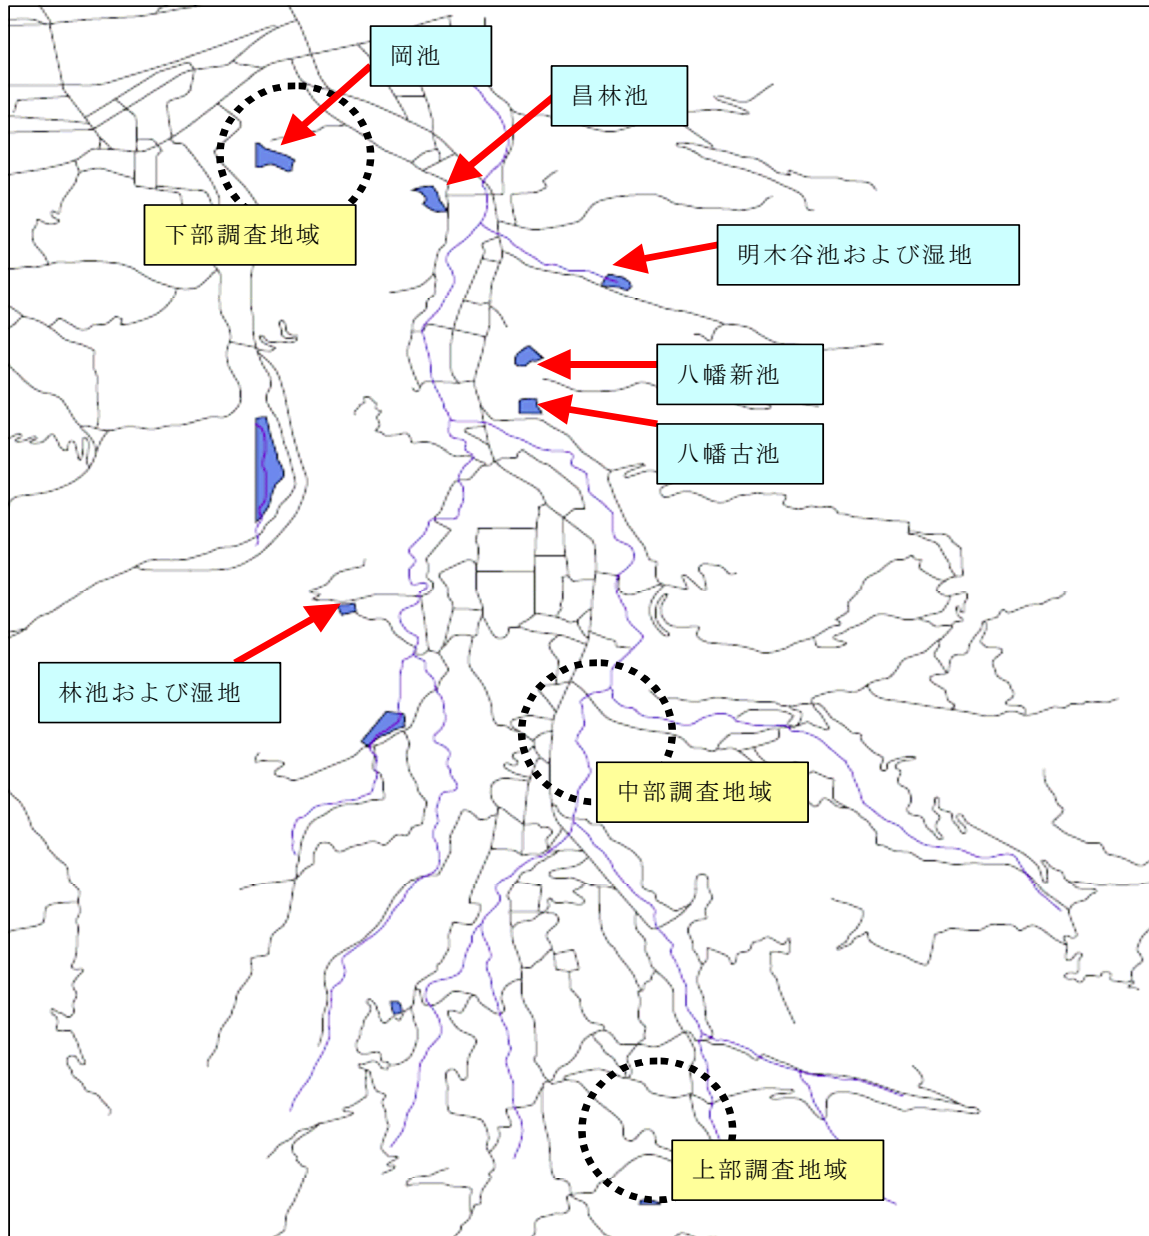 岡池
昌林池
下部調査地域
明木谷池および湿地
八幡新池
八幡古池
林池および湿地
中部調査地域
上部調査地域